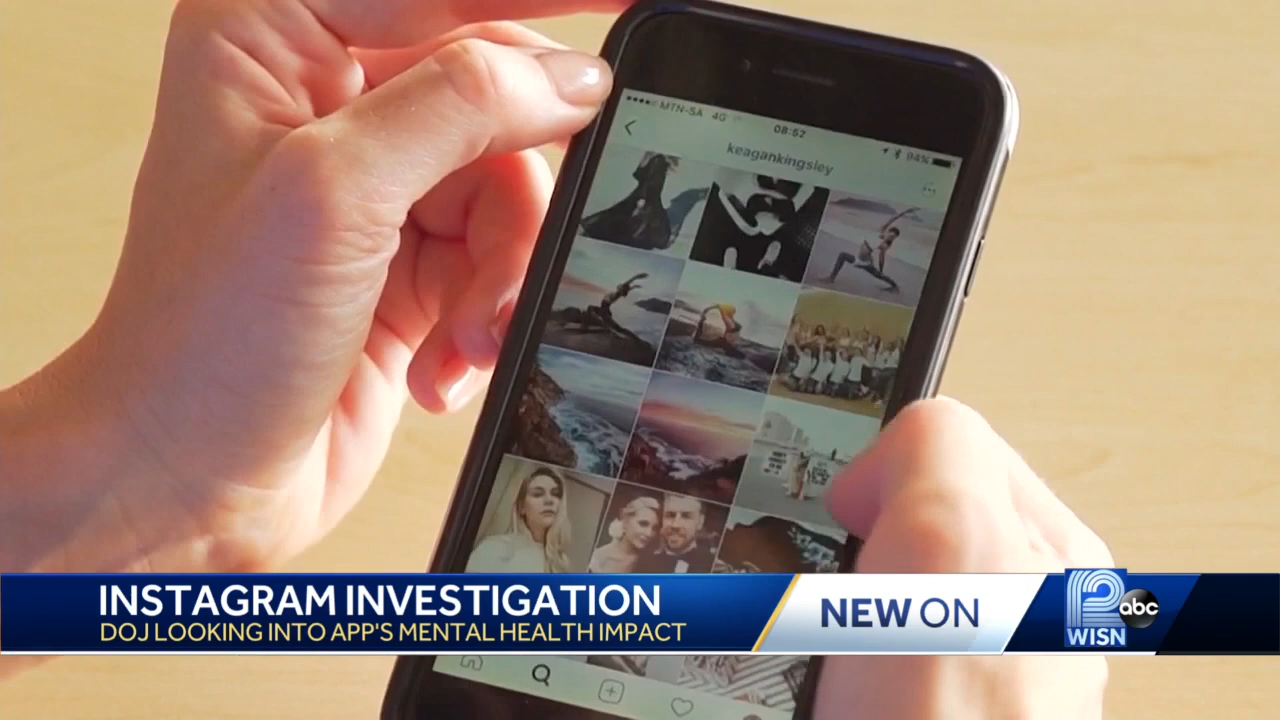 MTN-SA 4G 08:52 94%
keagankingsley
INSTAGRAM INVESTIGATION
DOJ LOOKING INTO APP'S MENTAL HEALTH IMPACT
NEW ON
12
abc
WISN